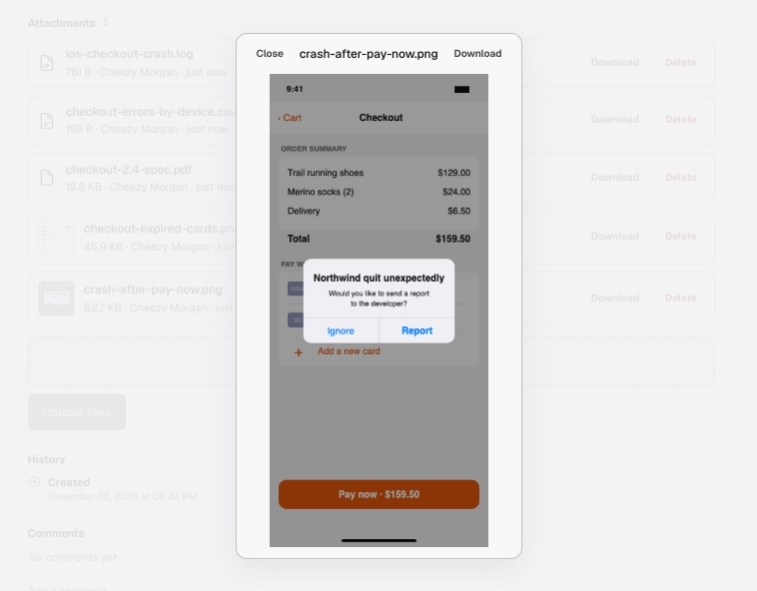 Attachments 5
ios-checkout-crash.log
761 B · Cheezy Morgan · just now
Download Delete
checkout-errors-by-device.csv
198 B · Cheezy Morgan · just now
Download Delete
checkout-2.4-spec.pdf
18.8 KB · Cheezy Morgan · just now
Download Delete
checkout-expired-cards.png
45.9 KB · Cheezy Morgan · just
Download Delete
crash-after-pay-now.png
52.7 KB · Cheezy Morgan · just
Download Delete
Upload files
History
Created
November 08, 2025 at 08:44 PM
Comments
No comments yet
Close crash-after-pay-now.png Download
9:41
‹ Cart Checkout
ORDER SUMMARY
Trail running shoes $129.00
Merino socks (2) $24.00
Delivery $6.50
Total $159.50
PAY W
Northwind quit unexpectedly
Would you like to send a report
to the developer?
Ignore Report
+ Add a new card
Pay now · $159.50